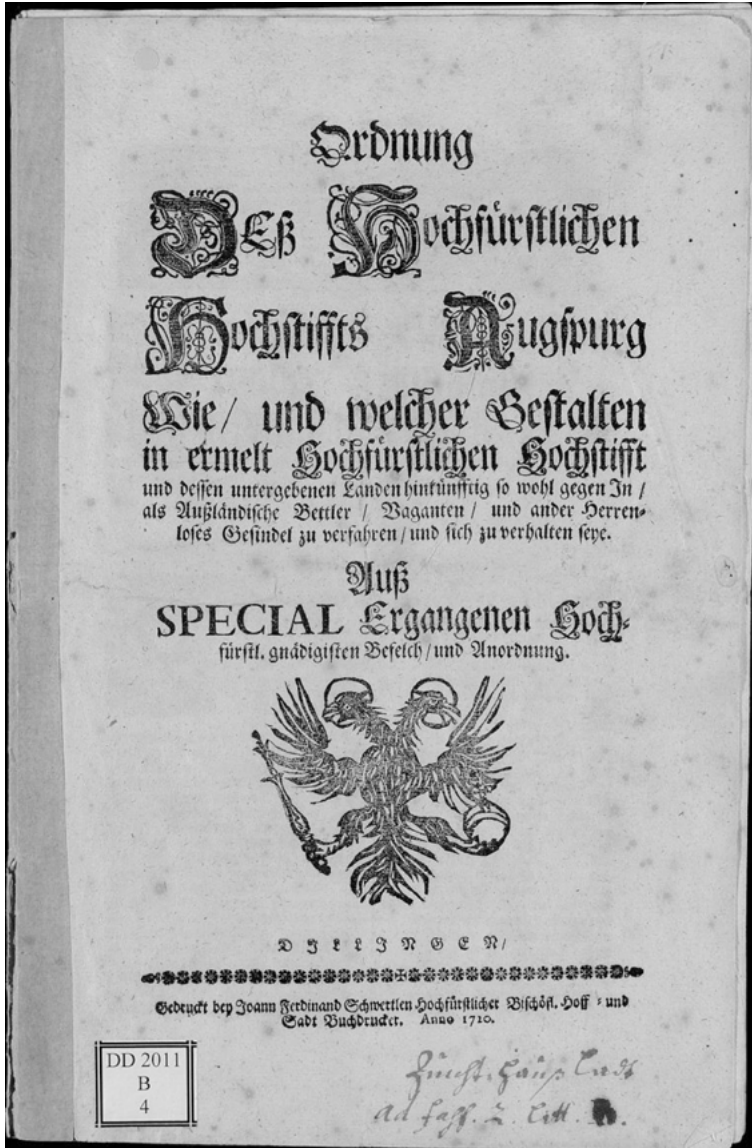 Ordnung
Deß Hochfürstlichen
Hochstiffts Augspurg
Wie / und welcher Gestalten
in ermelt Hochfürstlichen Hochstifft
und dessen untergebenen Landen hinkünfftig so wohl gegen In /
als Außländische Bettler / Vaganten / und ander Herren-
loses Gesindel zu verfahren / und sich zu verhalten seye.
Auß
SPECIAL Ergangenen Hoch-
fürstl. gnädigisten Befelch / und Anordnung.
DILLINGEN /
Gedruckt bey Joann Ferdinand Schwertlen Hochfürstlicher Bischöfl. Hoff- und
Sadt Buchdrucker. Anno 1710.
DD 2011
B
4
ad 2. Litt.